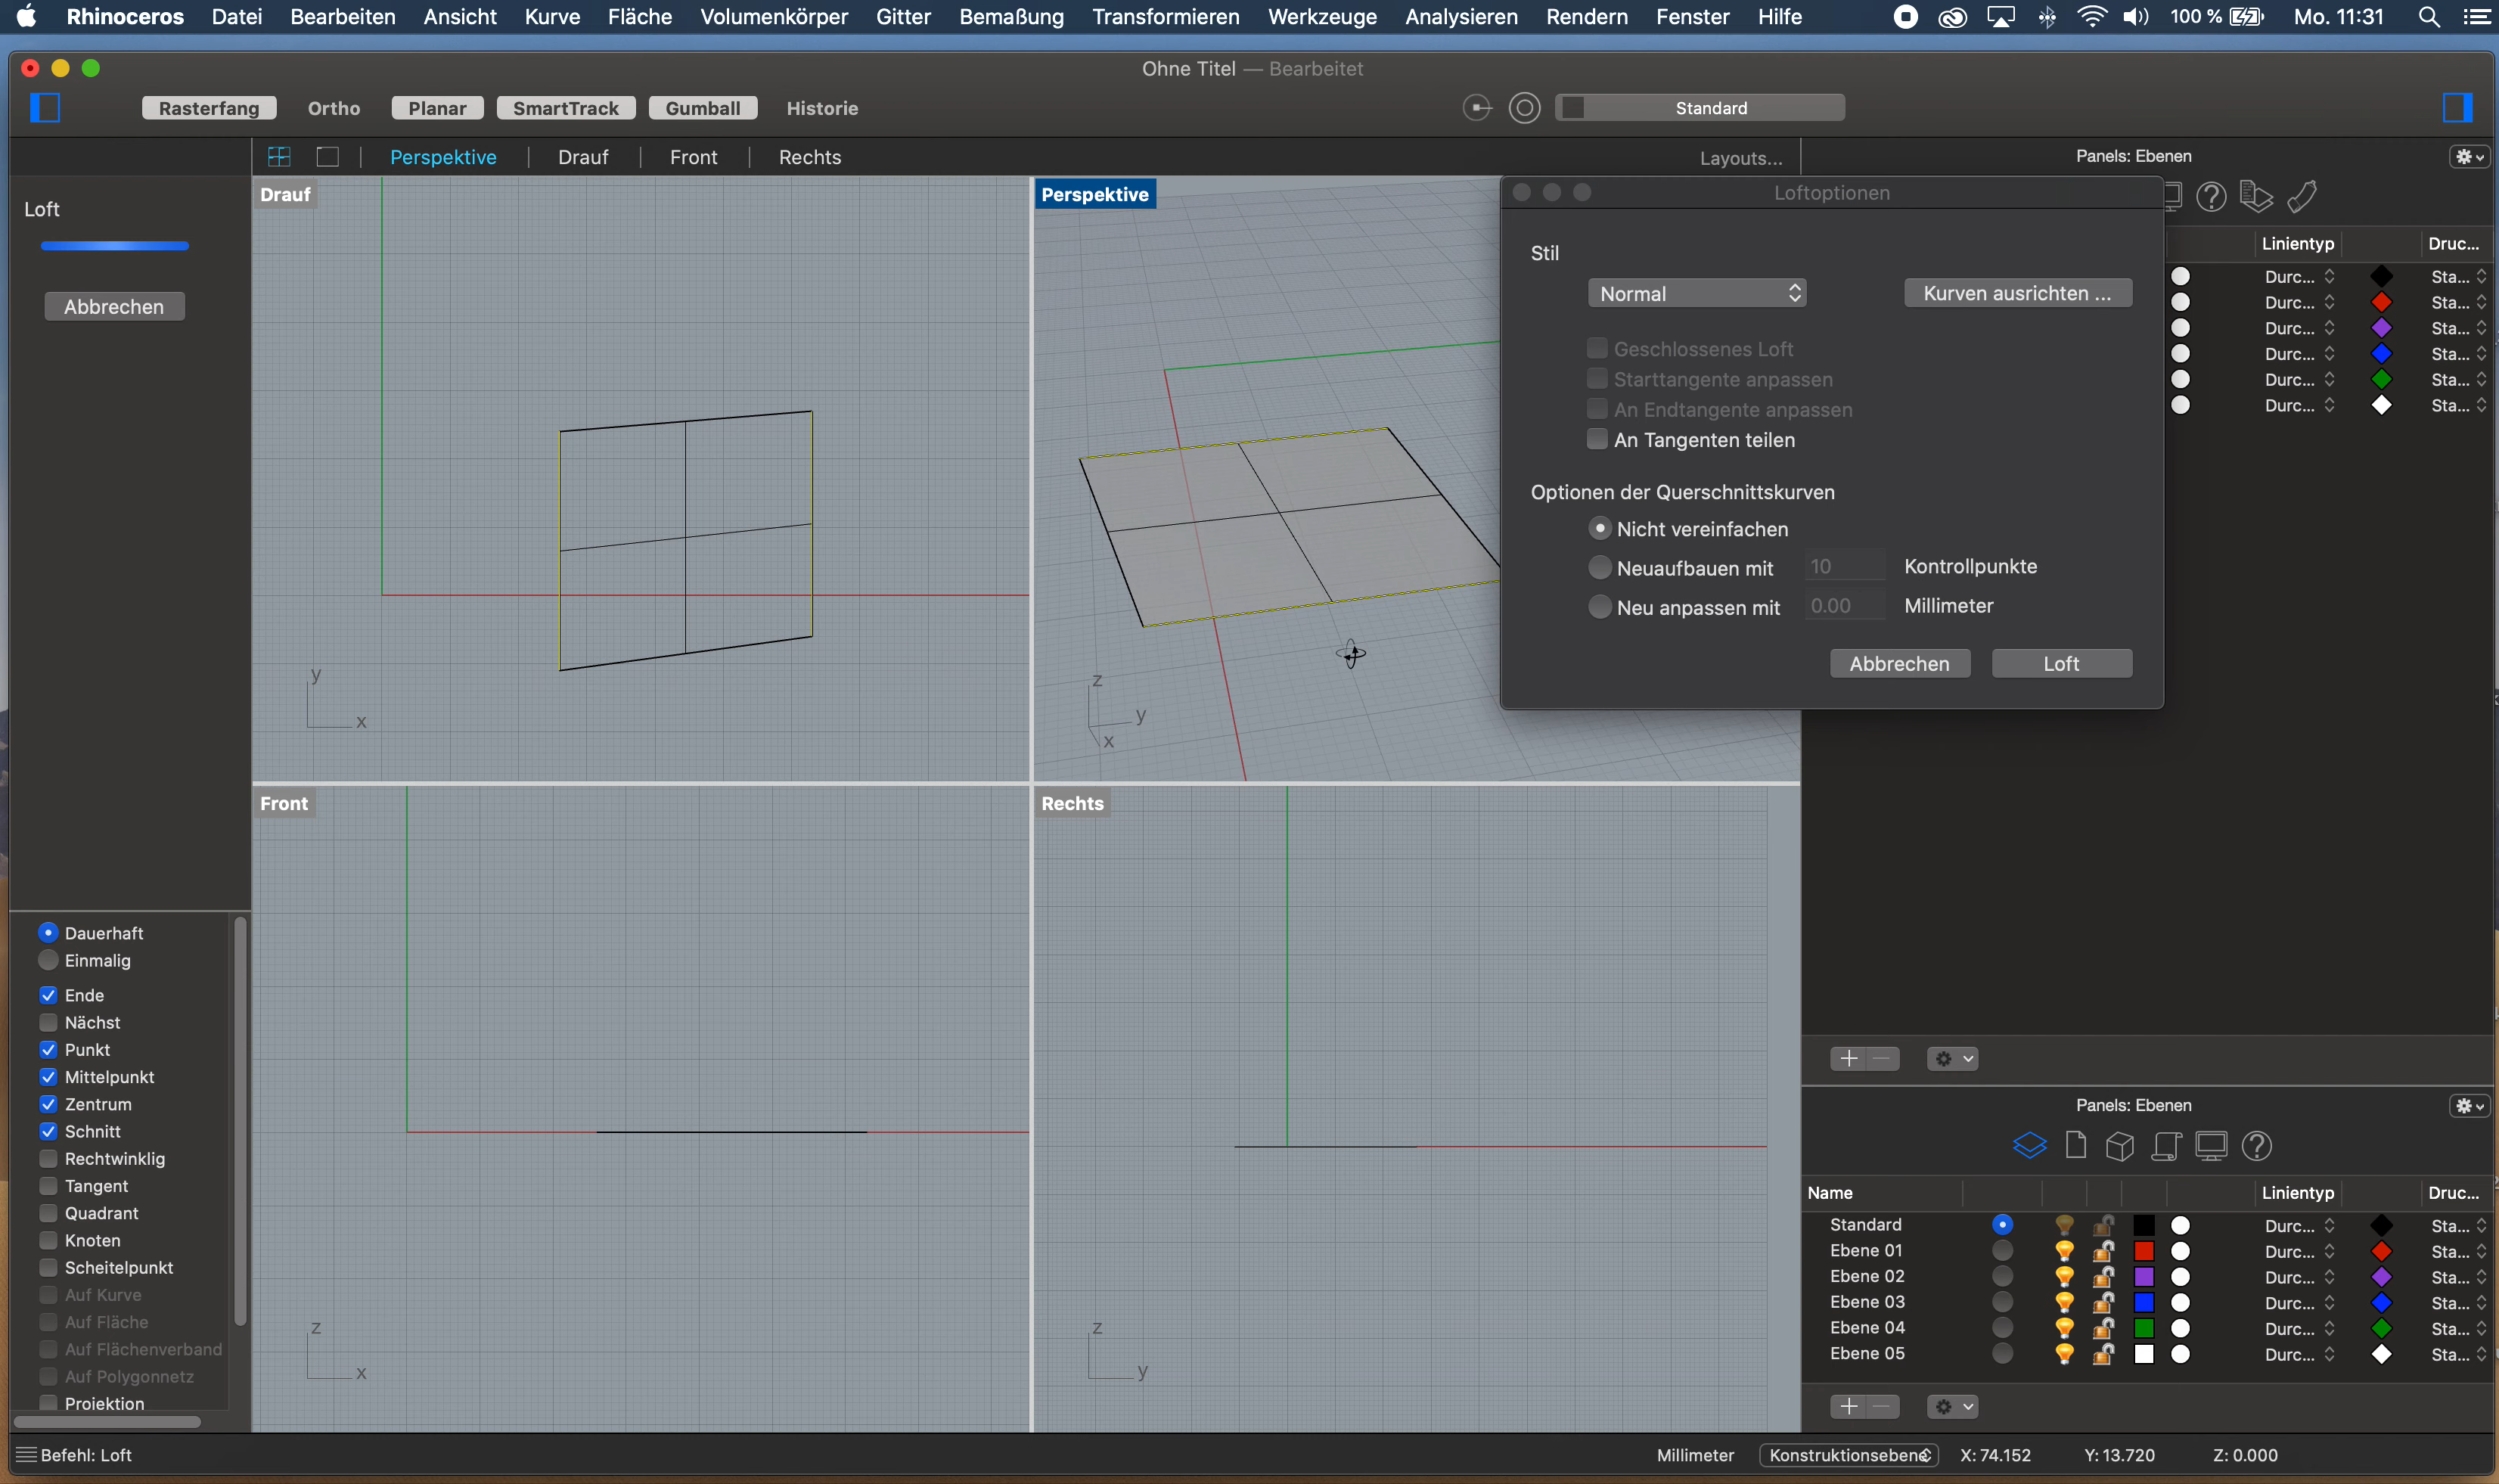 Rhinoceros Datei Bearbeiten Ansicht Kurve Fläche Volumenkörper Gitter Bemaßung Transformieren Werkzeuge Analysieren Rendern Fenster Hilfe 100 % Mo. 11:31
Ohne Titel — Bearbeitet
Rasterfang Ortho Planar SmartTrack Gumball Historie Standard
Perspektive Drauf Front Rechts Layouts... Panels: Ebenen
Loft
Abbrechen
Drauf
y
x
Perspektive
z
y
x
Loftoptionen
Stil
Normal Kurven ausrichten ...
Geschlossenes Loft
Starttangente anpassen
An Endtangente anpassen
An Tangenten teilen
Optionen der Querschnittskurven
Nicht vereinfachen
Neuaufbauen mit 10 Kontrollpunkte
Neu anpassen mit 0.00 Millimeter
Abbrechen Loft
Linientyp Druc...
Durc... Sta...
Durc... Sta...
Durc... Sta...
Durc... Sta...
Durc... Sta...
Durc... Sta...
Front
z
x
Rechts
z
y
Dauerhaft
Einmalig
Ende
Nächst
Punkt
Mittelpunkt
Zentrum
Schnitt
Rechtwinklig
Tangent
Quadrant
Knoten
Scheitelpunkt
Auf Kurve
Auf Fläche
Auf Flächenverband
Auf Polygonnetz
Projektion
Panels: Ebenen
Name Linientyp Druc...
Standard Durc... Sta...
Ebene 01 Durc... Sta...
Ebene 02 Durc... Sta...
Ebene 03 Durc... Sta...
Ebene 04 Durc... Sta...
Ebene 05 Durc... Sta...
Befehl: Loft Millimeter Konstruktionsebene X: 74.152 Y: 13.720 Z: 0.000